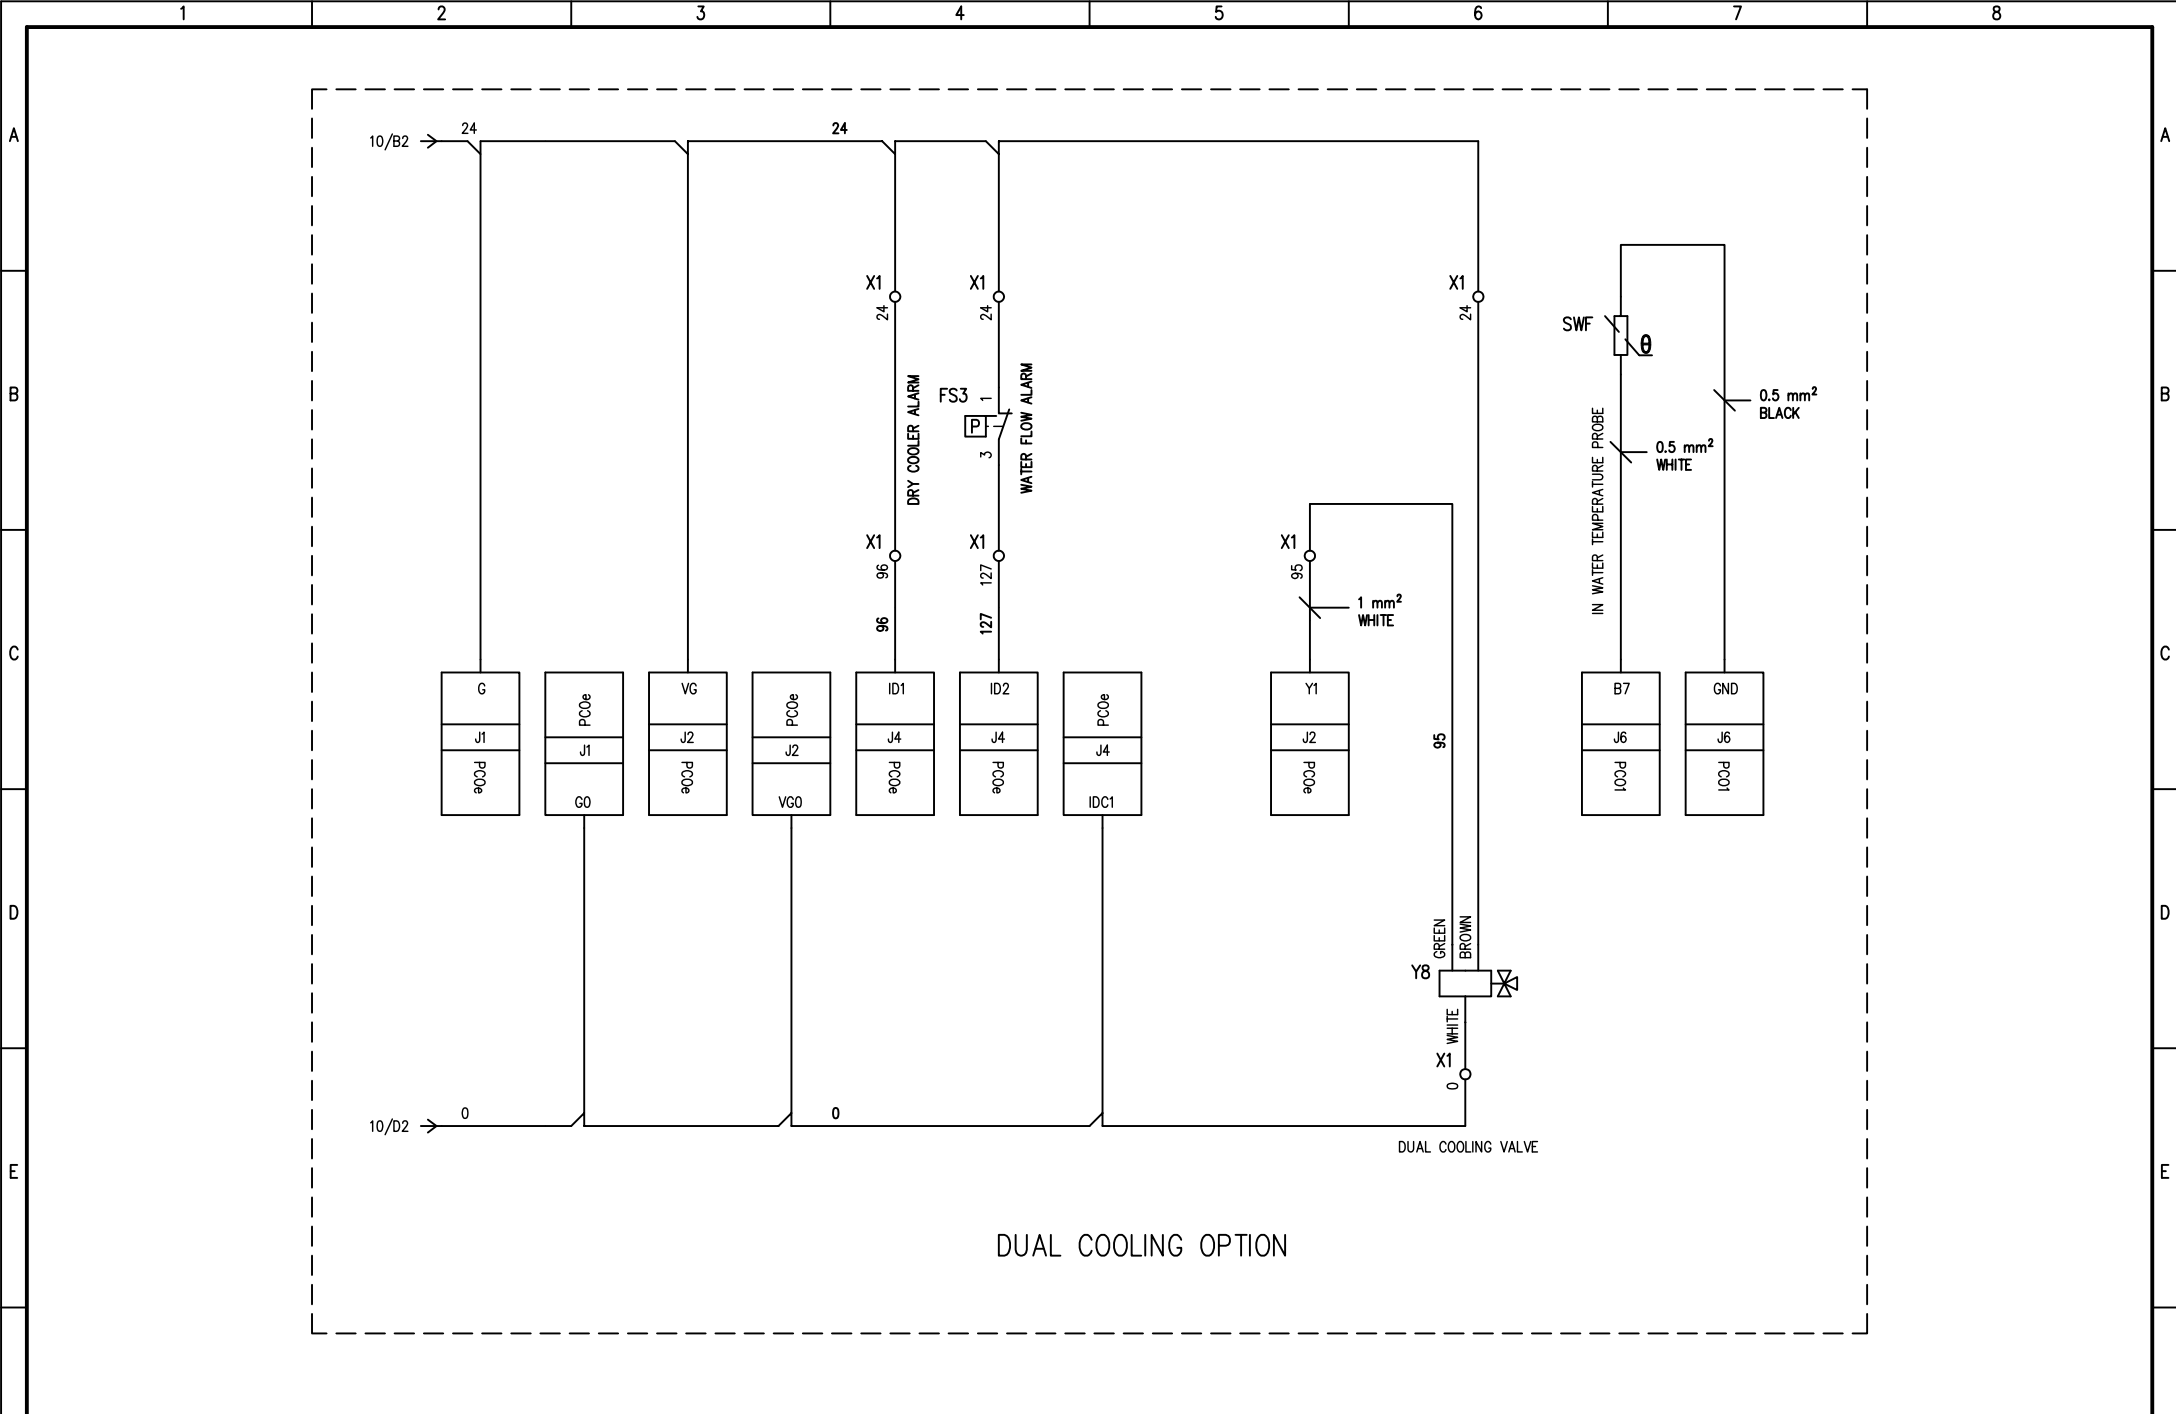 1 2 3 4 5 6 7 8
A A
24 24
10/B2
X1 X1 X1
24 24 24
SWF θ
B B
FS3 1
P
3
DRY COOLER ALARM
WATER FLOW ALARM
0.5 mm²
BLACK
0.5 mm²
WHITE
IN WATER TEMPERATURE PROBE
X1 X1 X1
96 127 95
1 mm²
WHITE
96 127
C C
G PCOe VG PCOe ID1 ID2 PCOe Y1 B7 GND
J1 J1 J2 J2 J4 J4 J4 J2 J6 J6
PCOe G0 PCOe VG0 PCOe PCOe IDC1 PCOe PCO1 PCO1
95
D D
GREEN
BROWN
Y8
WHITE
X1
0
0 0
10/D2
DUAL COOLING VALVE
E E
DUAL COOLING OPTION